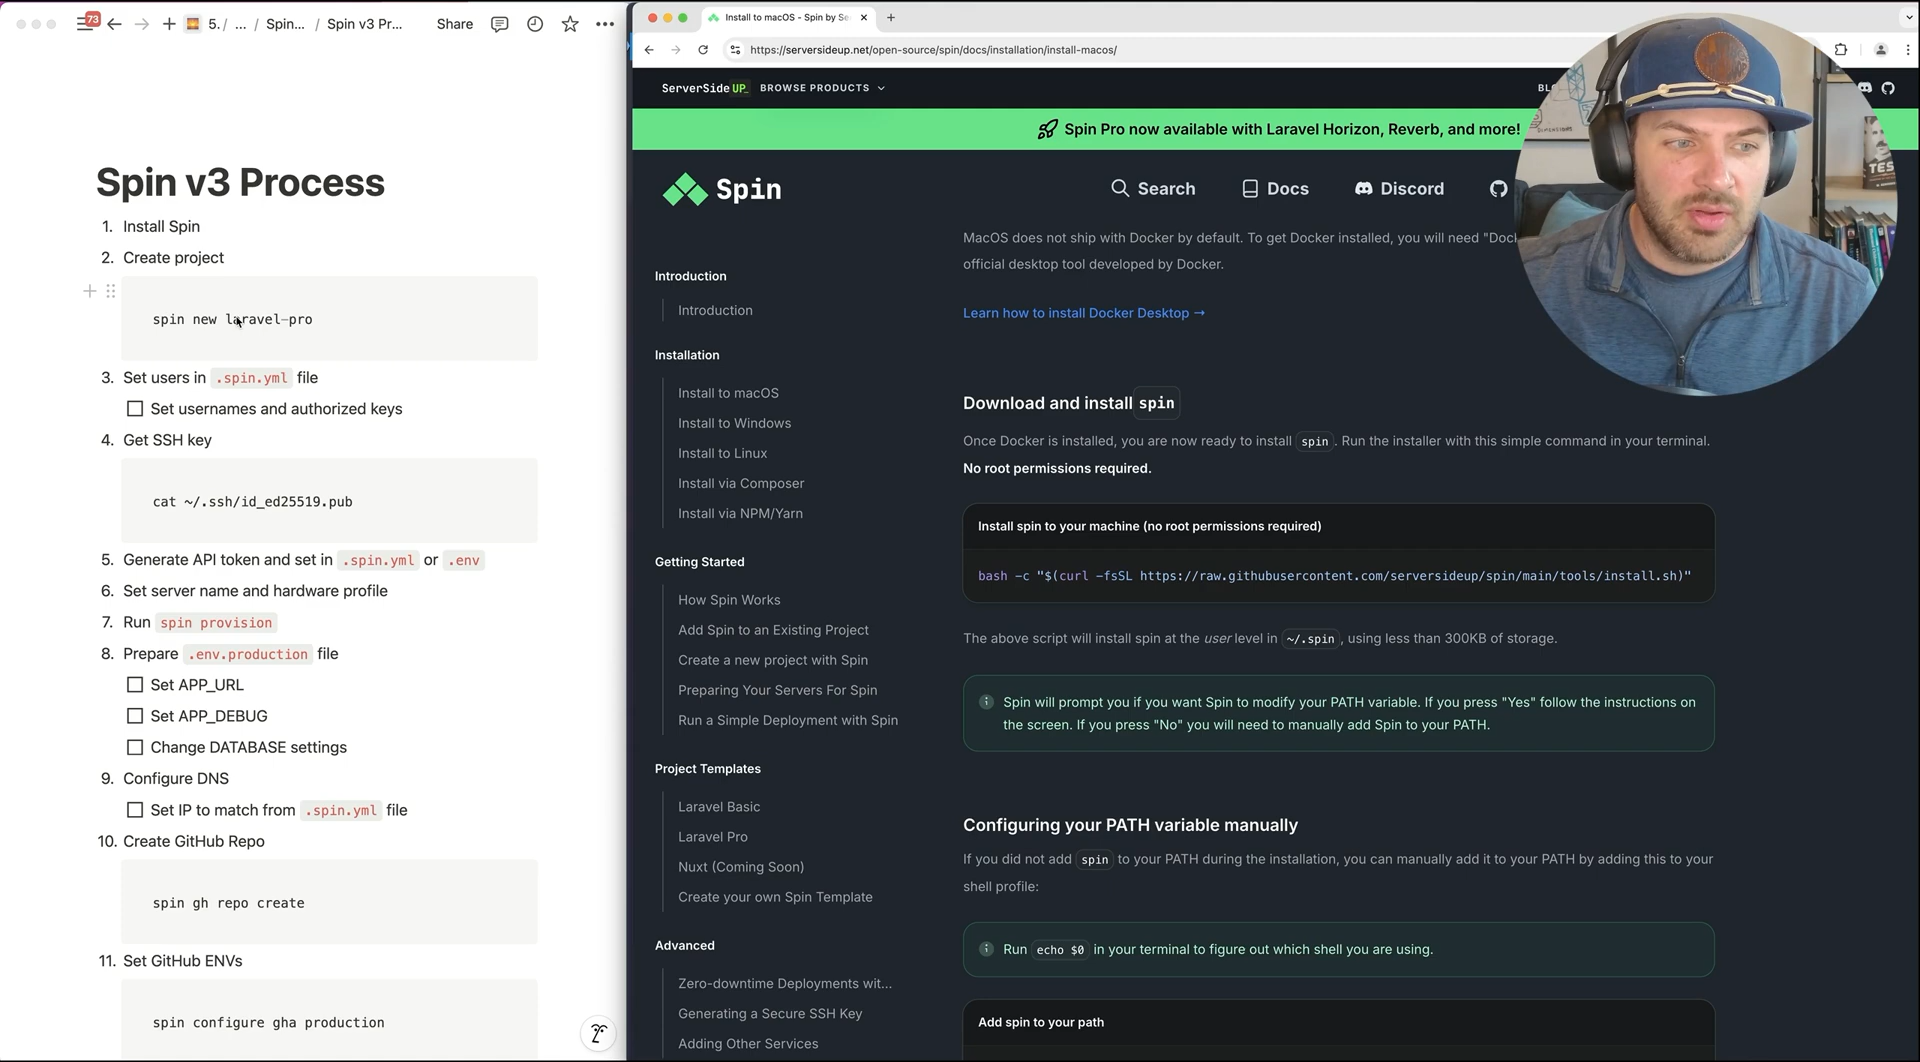 73
5. / ... / Spin... / Spin v3 Pr...
Share
Spin v3 Process
1. Install Spin
2. Create project
spin new laravel-pro
3. Set users in .spin.yml file
Set usernames and authorized keys
4. Get SSH key
cat ~/.ssh/id_ed25519.pub
5. Generate API token and set in .spin.yml or .env
6. Set server name and hardware profile
7. Run spin provision
8. Prepare .env.production file
Set APP_URL
Set APP_DEBUG
Change DATABASE settings
9. Configure DNS
Set IP to match from .spin.yml file
10. Create GitHub Repo
spin gh repo create
11. Set GitHub ENVs
spin configure gha production
Install to macOS - Spin by Se
https://serversideup.net/open-source/spin/docs/installation/install-macos/
ServerSide UP_
BROWSE PRODUCTS
Spin Pro now available with Laravel Horizon, Reverb, and more!
Spin
Search
Docs
Discord
Introduction
Introduction
Installation
Install to macOS
Install to Windows
Install to Linux
Install via Composer
Install via NPM/Yarn
Getting Started
How Spin Works
Add Spin to an Existing Project
Create a new project with Spin
Preparing Your Servers For Spin
Run a Simple Deployment with Spin
Project Templates
Laravel Basic
Laravel Pro
Nuxt (Coming Soon)
Create your own Spin Template
Advanced
Zero-downtime Deployments wit...
Generating a Secure SSH Key
Adding Other Services
MacOS does not ship with Docker by default. To get Docker installed, you will need "Doc
official desktop tool developed by Docker.
Learn how to install Docker Desktop →
Download and install spin
Once Docker is installed, you are now ready to install spin. Run the installer with this simple command in your terminal.
No root permissions required.
Install spin to your machine (no root permissions required)
bash -c "$(curl -fsSL https://raw.githubusercontent.com/serversideup/spin/main/tools/install.sh)"
The above script will install spin at the user level in ~/.spin, using less than 300KB of storage.
Spin will prompt you if you want Spin to modify your PATH variable. If you press "Yes" follow the instructions on
the screen. If you press "No" you will need to manually add Spin to your PATH.
Configuring your PATH variable manually
If you did not add spin to your PATH during the installation, you can manually add it to your PATH by adding this to your
shell profile:
Run echo $0 in your terminal to figure out which shell you are using.
Add spin to your path